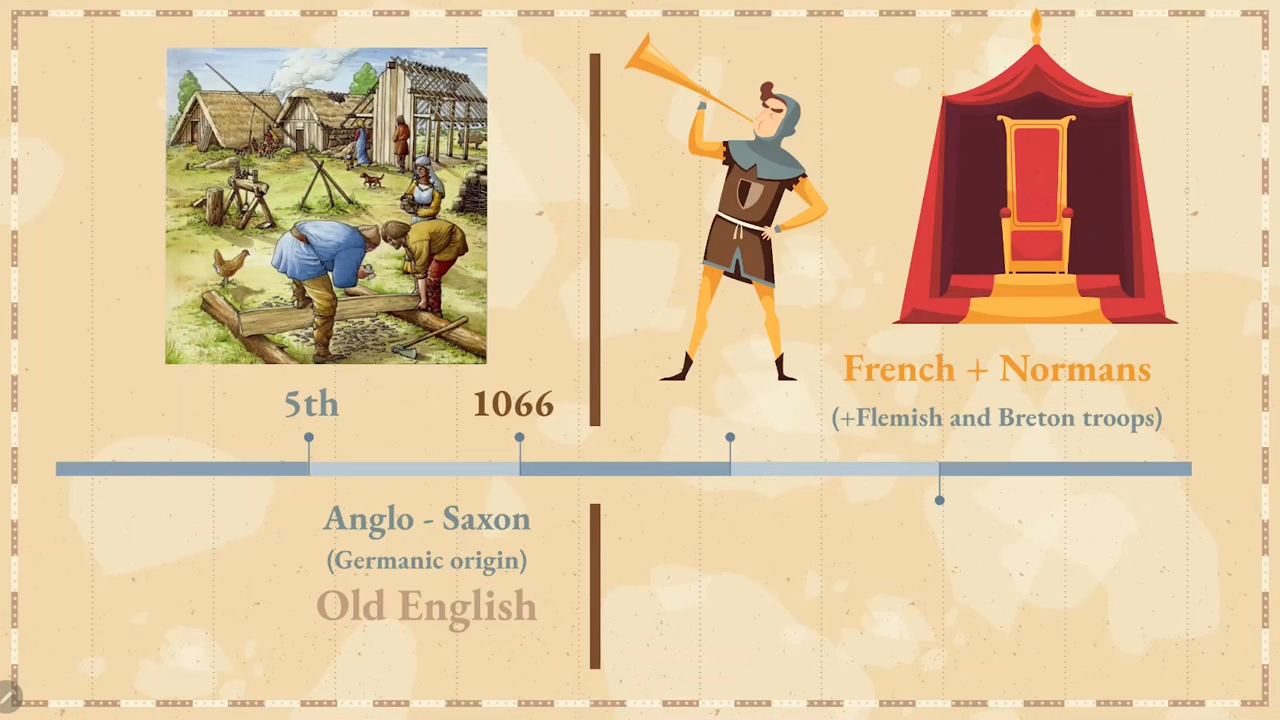 5th
1066
French + Normans
(+Flemish and Breton troops)
Anglo - Saxon
(Germanic origin)
Old English